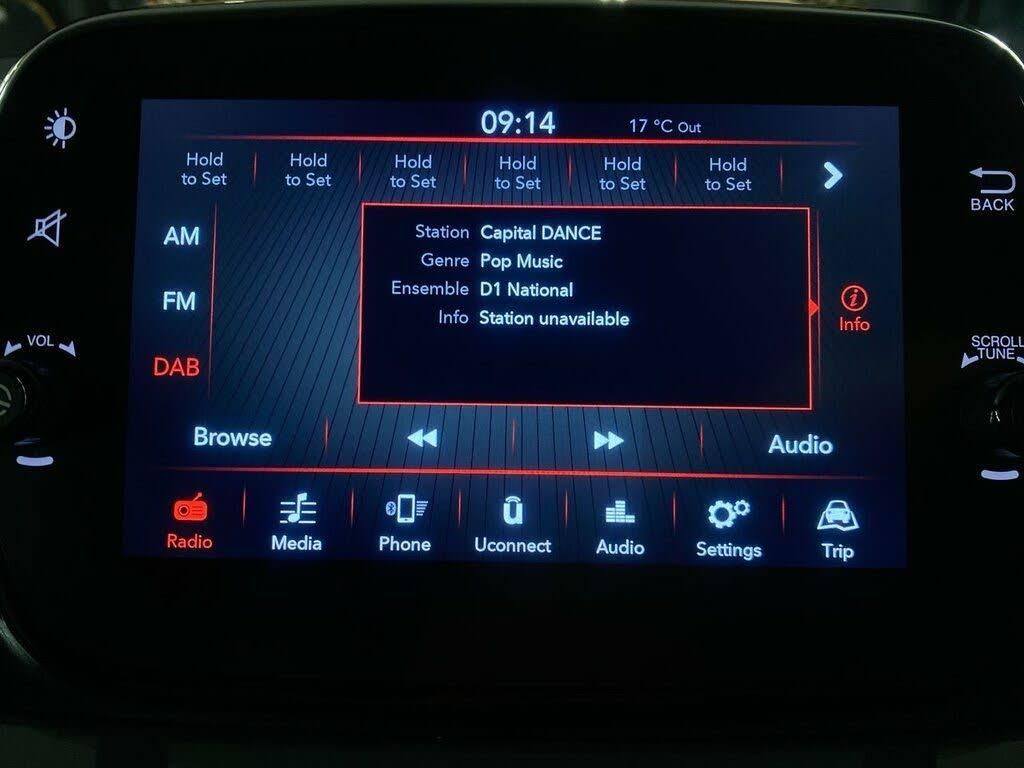 09:14
17 °C Out
Hold to Set
Hold to Set
Hold to Set
Hold to Set
Hold to Set
Hold to Set
AM
FM
DAB
Station Capital DANCE
Genre Pop Music
Ensemble D1 National
Info Station unavailable
Info
Browse
Audio
Radio
Media
Phone
Uconnect
Audio
Settings
Trip
VOL
BACK
SCROLL
TUNE